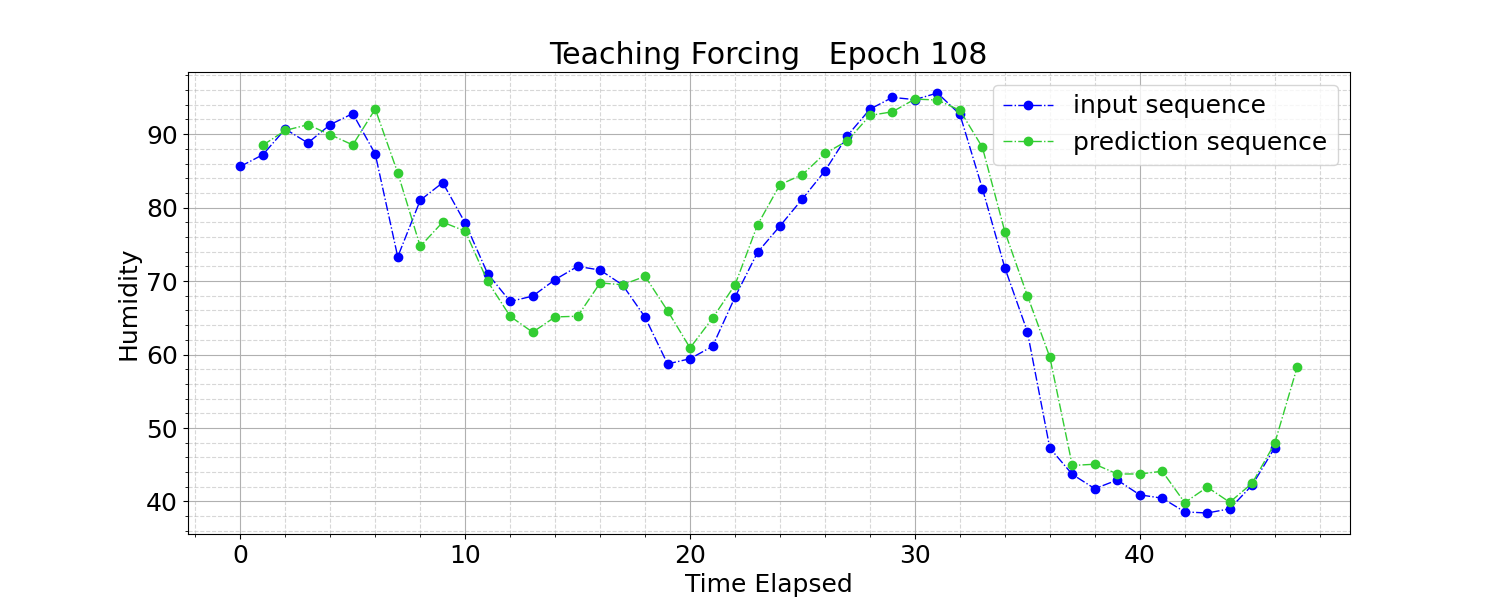 Teaching Forcing   Epoch 108
input sequence
prediction sequence
Humidity
90
80
70
60
50
40
0 10 20 30 40
Time Elapsed